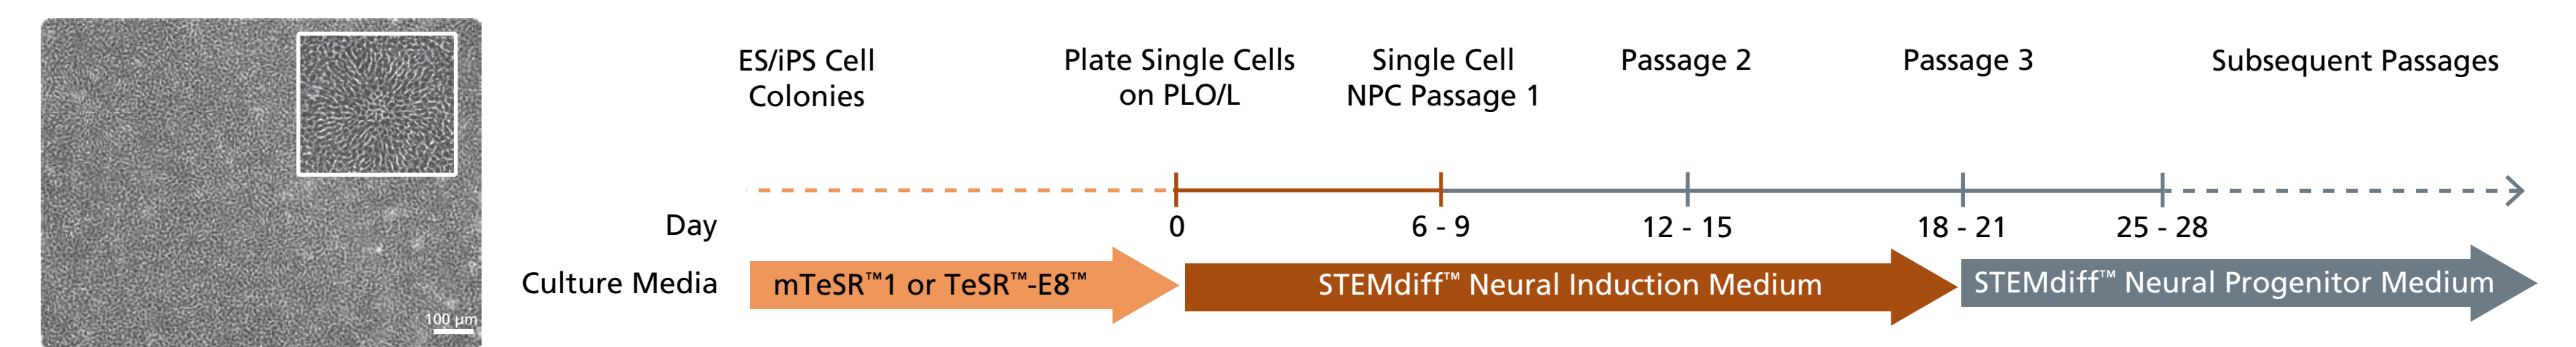 100 µm
ES/iPS Cell
Colonies
Plate Single Cells
on PLO/L
Single Cell
NPC Passage 1
Passage 2
Passage 3
Subsequent Passages
Day
0
6 - 9
12 - 15
18 - 21
25 - 28
Culture Media
mTeSR™1 or TeSR™-E8™
STEMdiff™ Neural Induction Medium
STEMdiff™ Neural Progenitor Medium